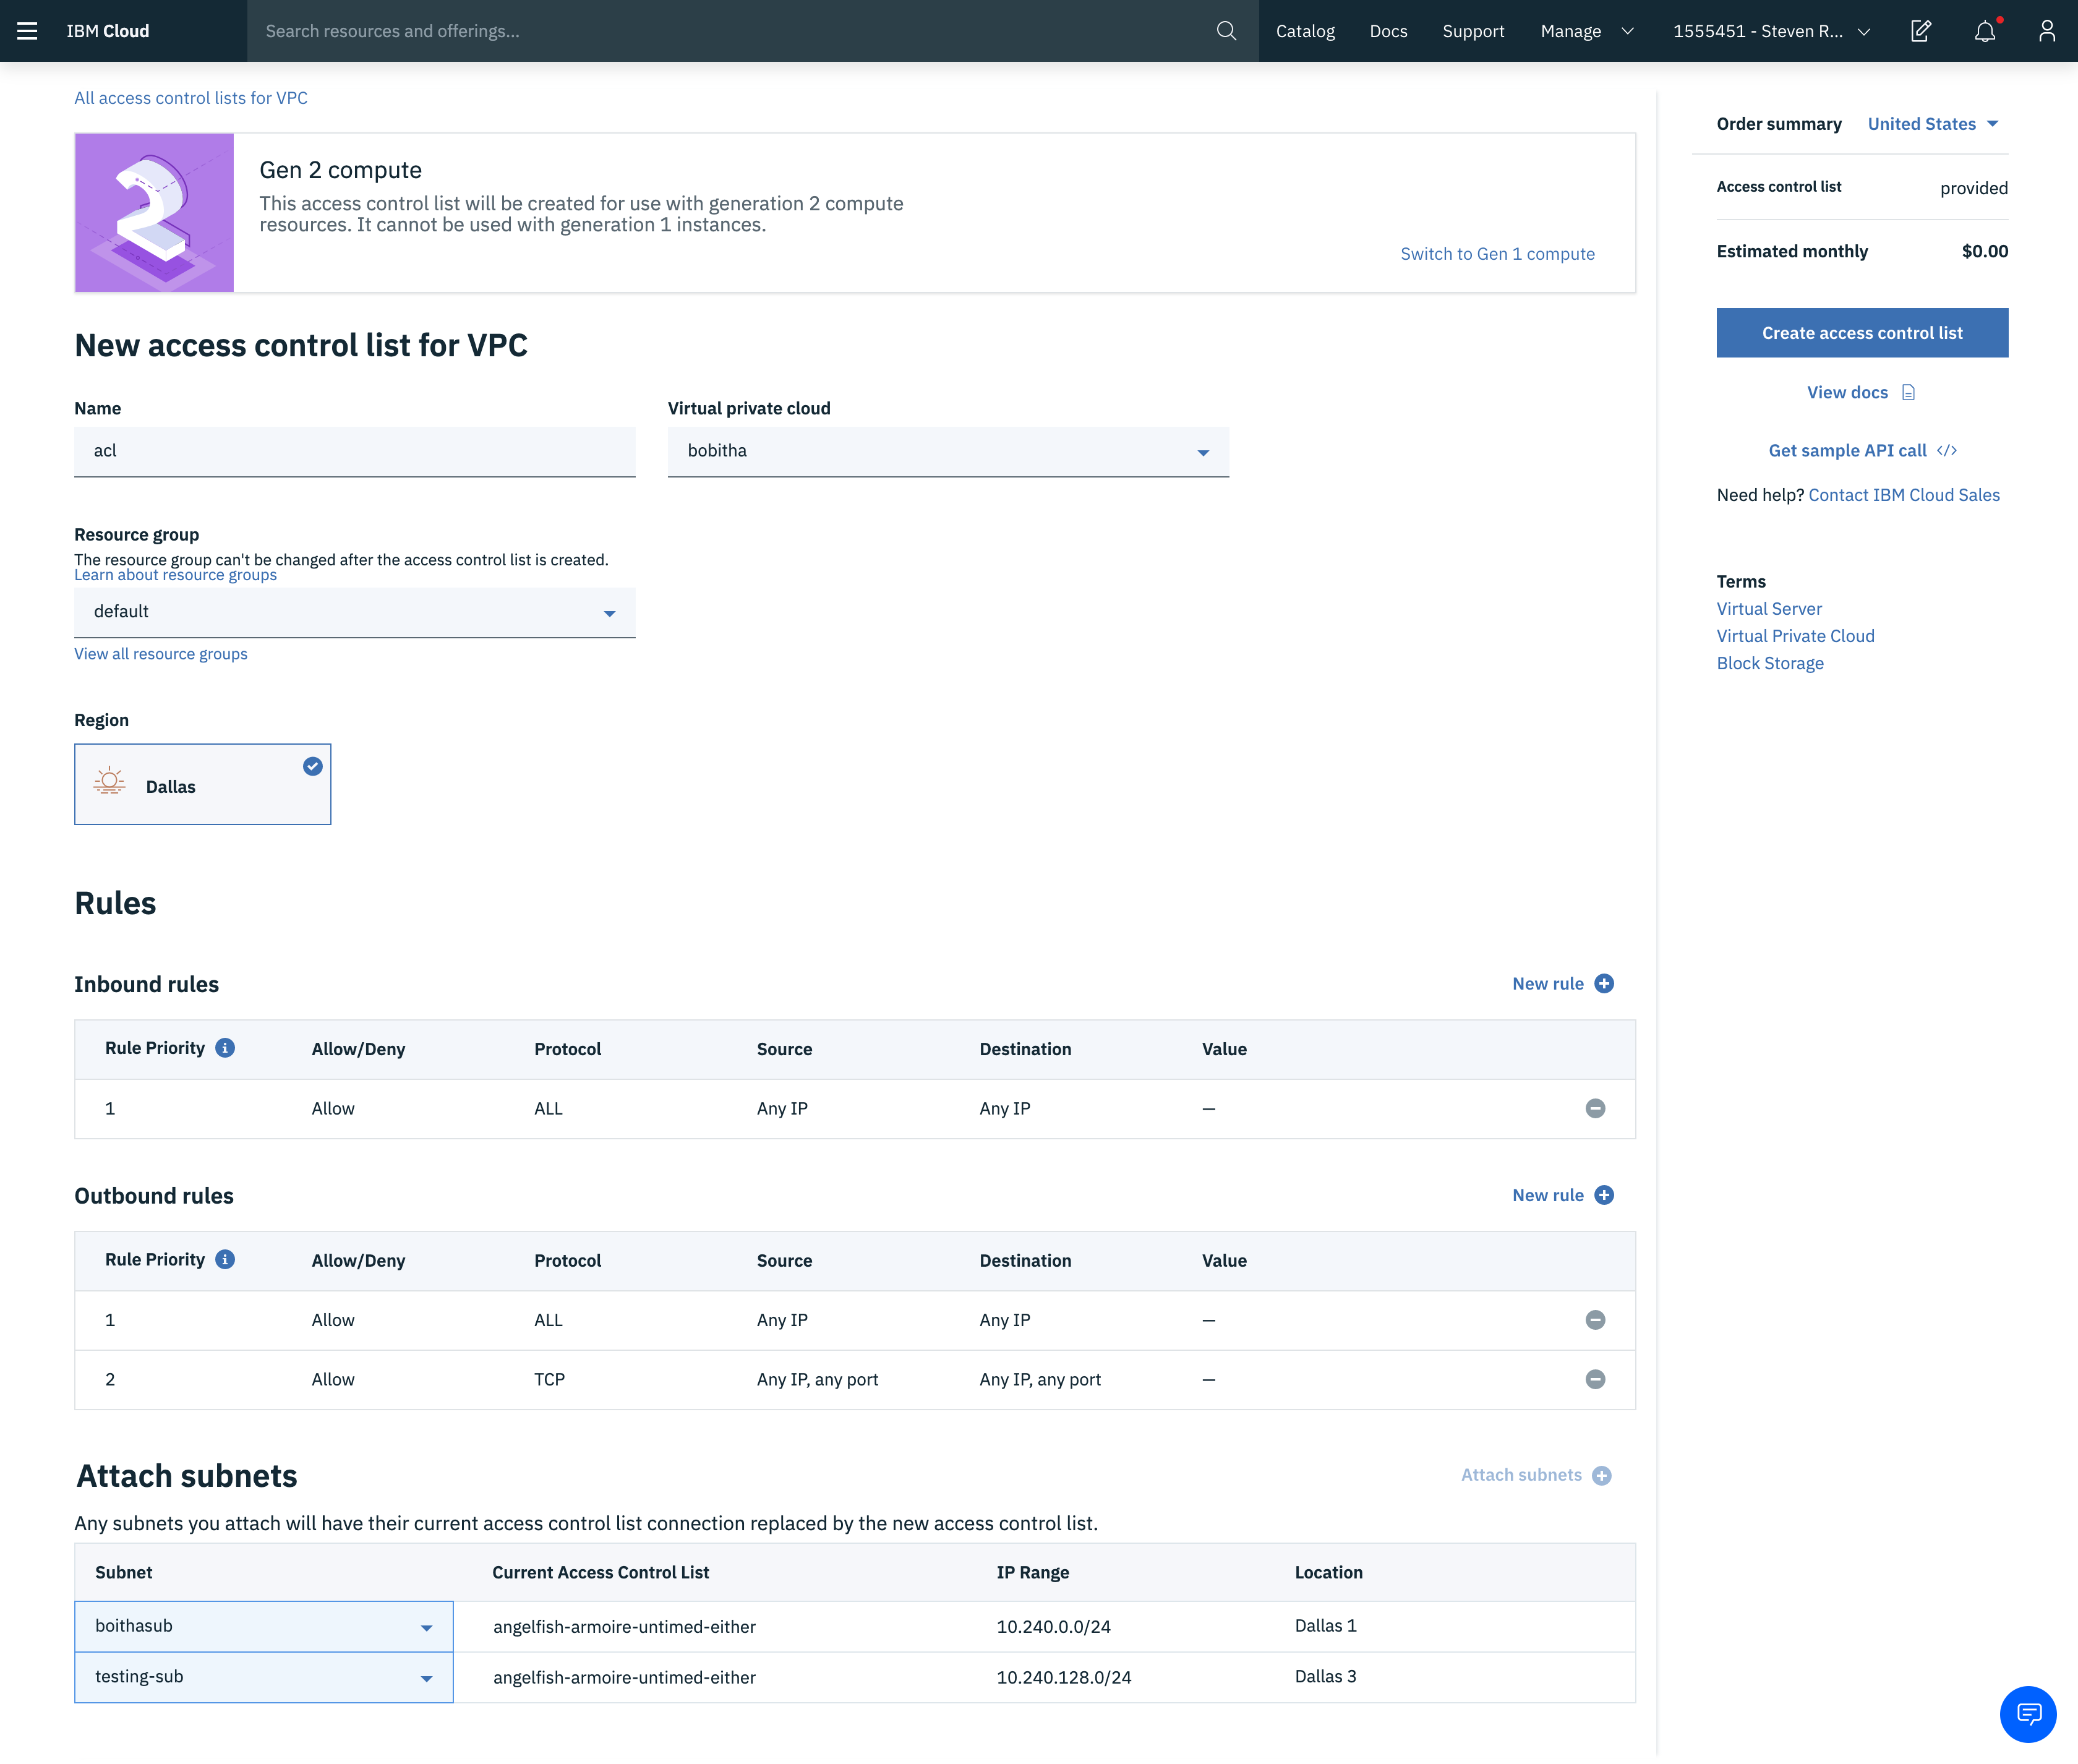 IBM Cloud
Search resources and offerings...
Catalog
Docs
Support
Manage
1555451 - Steven R...
All access control lists for VPC
2
Gen 2 compute
This access control list will be created for use with generation 2 compute
resources. It cannot be used with generation 1 instances.
Switch to Gen 1 compute
New access control list for VPC
Name
acl
Virtual private cloud
bobitha
Resource group
The resource group can't be changed after the access control list is created.
Learn about resource groups
default
View all resource groups
Region
Dallas
Rules
Inbound rules
New rule
Rule Priority Allow/Deny Protocol Source Destination Value
1 Allow ALL Any IP Any IP —
Outbound rules
New rule
Rule Priority Allow/Deny Protocol Source Destination Value
1 Allow ALL Any IP Any IP —
2 Allow TCP Any IP, any port Any IP, any port —
Attach subnets
Attach subnets
Any subnets you attach will have their current access control list connection replaced by the new access control list.
Subnet Current Access Control List IP Range Location
boithasub angelfish-armoire-untimed-either 10.240.0.0/24 Dallas 1
testing-sub angelfish-armoire-untimed-either 10.240.128.0/24 Dallas 3
Order summary United States
Access control list provided
Estimated monthly $0.00
Create access control list
View docs
Get sample API call </>
Need help? Contact IBM Cloud Sales
Terms
Virtual Server
Virtual Private Cloud
Block Storage